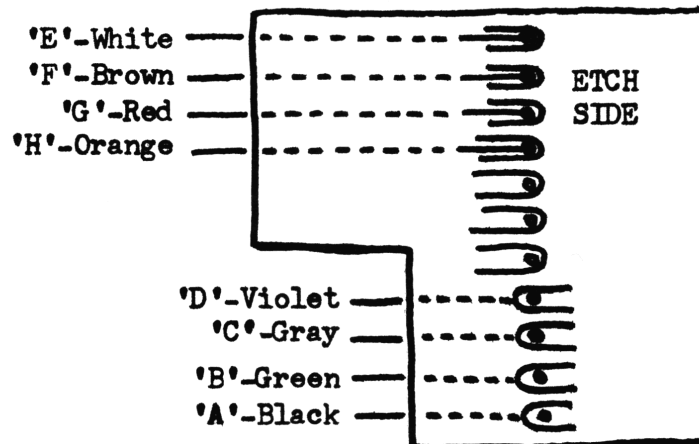 'E'-White
'F'-Brown
'G'-Red
'H'-Orange
ETCH
SIDE
'D'-Violet
'C'-Gray
'B'-Green
'A'-Black